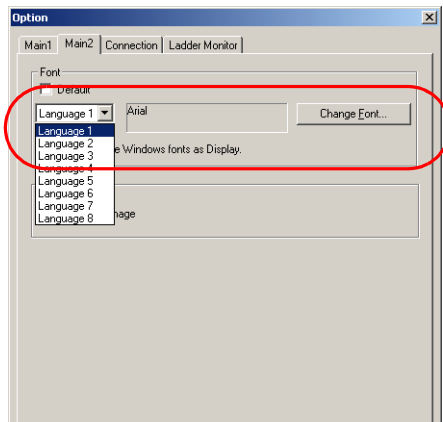 Option
Main1 Main2 Connection Ladder Monitor
Font
Default
Language 1 Arial Change Font...
Language 1
Language 2
e Windows fonts as Display.
Language 3
Language 4
Language 5
Language 6
Language 7
Language 8